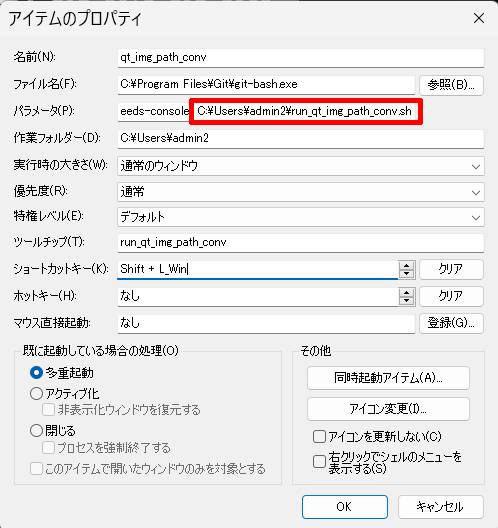 アイテムのプロパティ
名前(N): qt_img_path_conv
ファイル名(F): C:¥Program Files¥Git¥git-bash.exe 参照(B)...
パラメータ(P): eeds-console C:¥Users¥admin2¥run_qt_img_path_conv.sh
作業フォルダー(D): C:¥Users¥admin2
実行時の大きさ(W): 通常のウィンドウ
優先度(R): 通常
特権レベル(E): デフォルト
ツールチップ(T): run_qt_img_path_conv
ショートカットキー(K): Shift + L_Win クリア
ホットキー(H): なし クリア
マウス直接起動: なし 登録(G)...
既に起動している場合の処理(O)
多重起動
アクティブ化
非表示化ウィンドウを復元する
閉じる
プロセスを強制終了する
このアイテムで開いたウィンドウのみを対象とする
その他
同時起動アイテム(A)...
アイコン変更(I)...
アイコンを更新しない(C)
右クリックでシェルのメニューを
表示する(S)
OK キャンセル